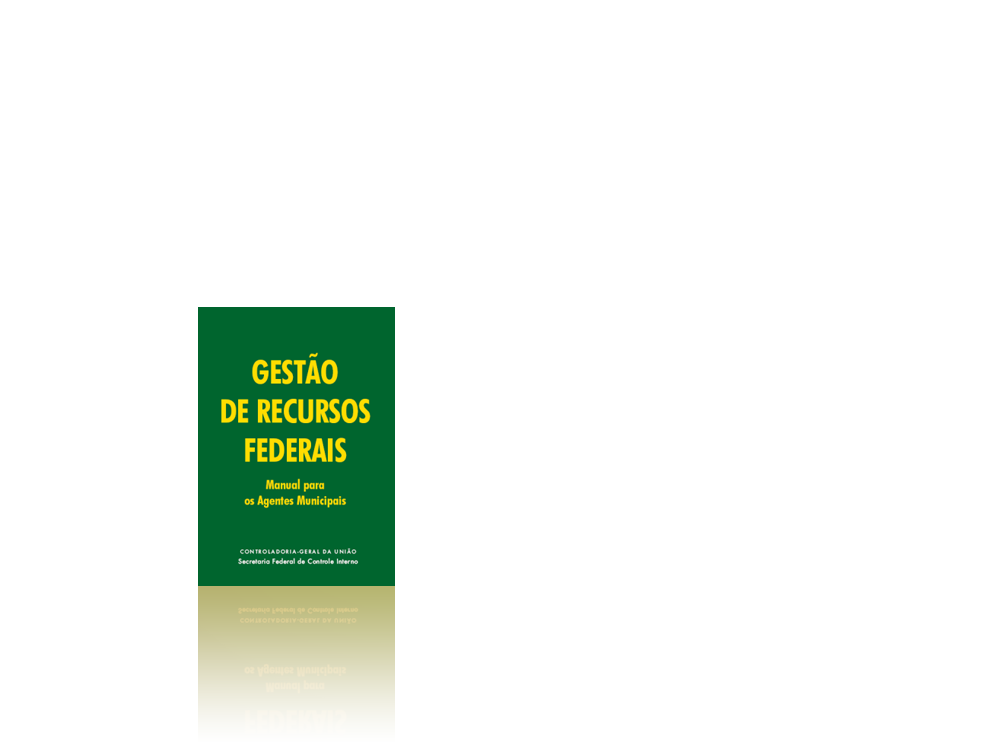 GESTÃO
DE RECURSOS
FEDERAIS
Manual para
os Agentes Municipais
CONTROLADORIA-GERAL DA UNIÃO
Secretaria Federal de Controle Interno